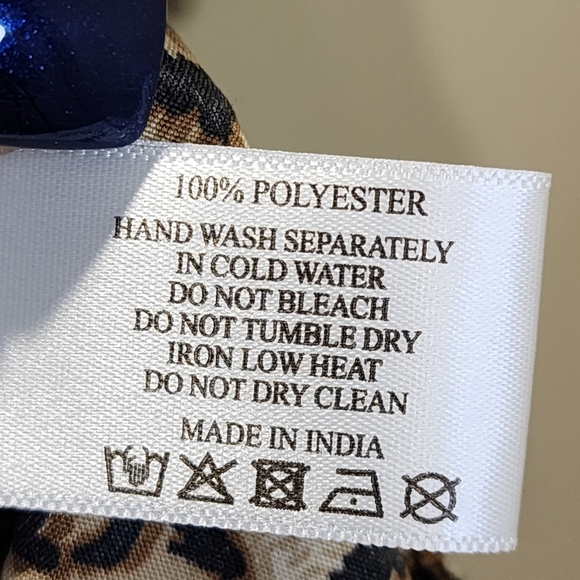 100% POLYESTER
HAND WASH SEPARATELY
IN COLD WATER
DO NOT BLEACH
DO NOT TUMBLE DRY
IRON LOW HEAT
DO NOT DRY CLEAN
MADE IN INDIA